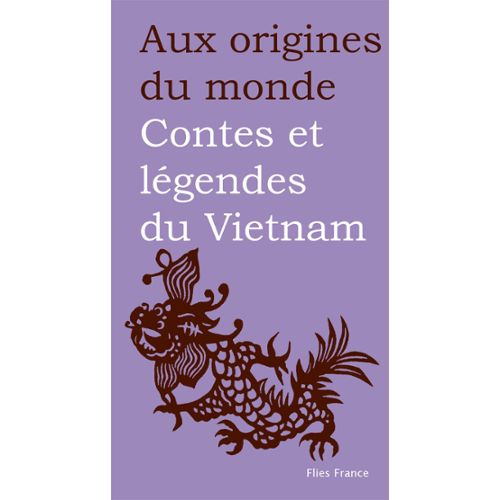 Aux origines
du monde
Contes et
légendes
du Vietnam
Flies France